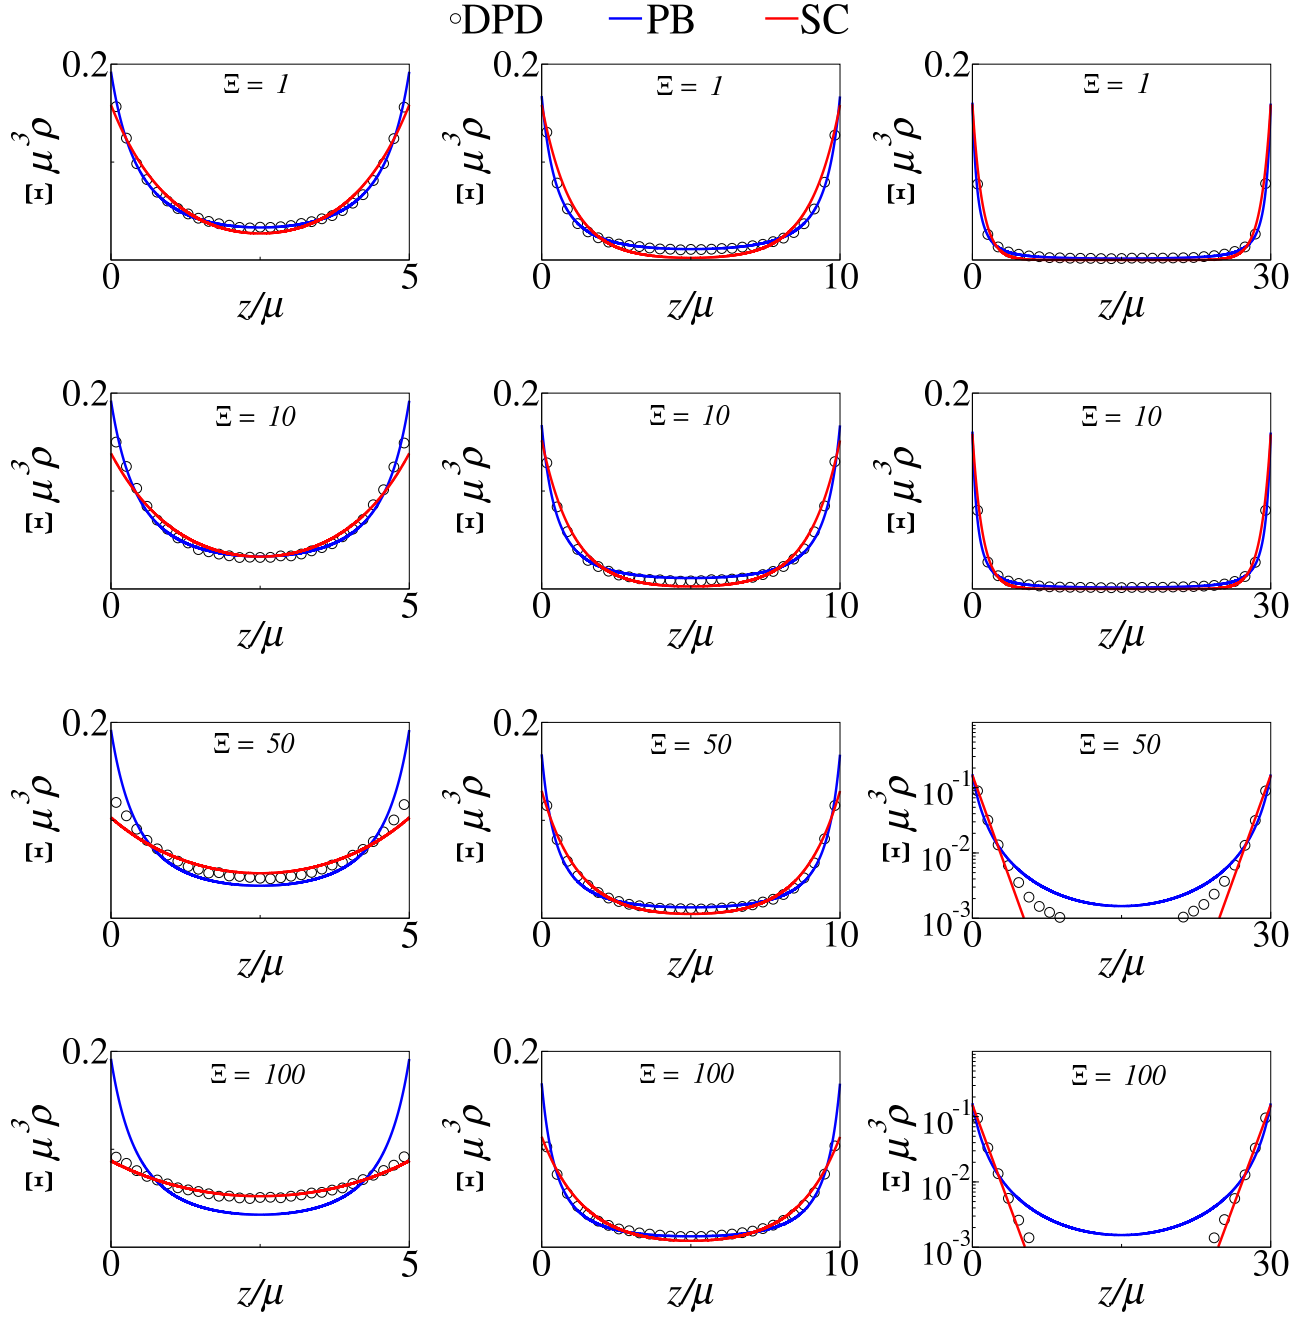 DPD PB SC
0.2 Ξ = 1 Ξ μ³ρ 0 5 z/μ
0.2 Ξ = 1 Ξ μ³ρ 0 10 z/μ
0.2 Ξ = 1 Ξ μ³ρ 0 30 z/μ
0.2 Ξ = 10 Ξ μ³ρ 0 5 z/μ
0.2 Ξ = 10 Ξ μ³ρ 0 10 z/μ
0.2 Ξ = 10 Ξ μ³ρ 0 30 z/μ
0.2 Ξ = 50 Ξ μ³ρ 0 5 z/μ
0.2 Ξ = 50 Ξ μ³ρ 0 10 z/μ
Ξ = 50 10⁻¹ 10⁻² 10⁻³ Ξ μ³ρ 0 30 z/μ
0.2 Ξ = 100 Ξ μ³ρ 0 5 z/μ
0.2 Ξ = 100 Ξ μ³ρ 0 10 z/μ
Ξ = 100 10⁻¹ 10⁻² 10⁻³ Ξ μ³ρ 0 30 z/μ